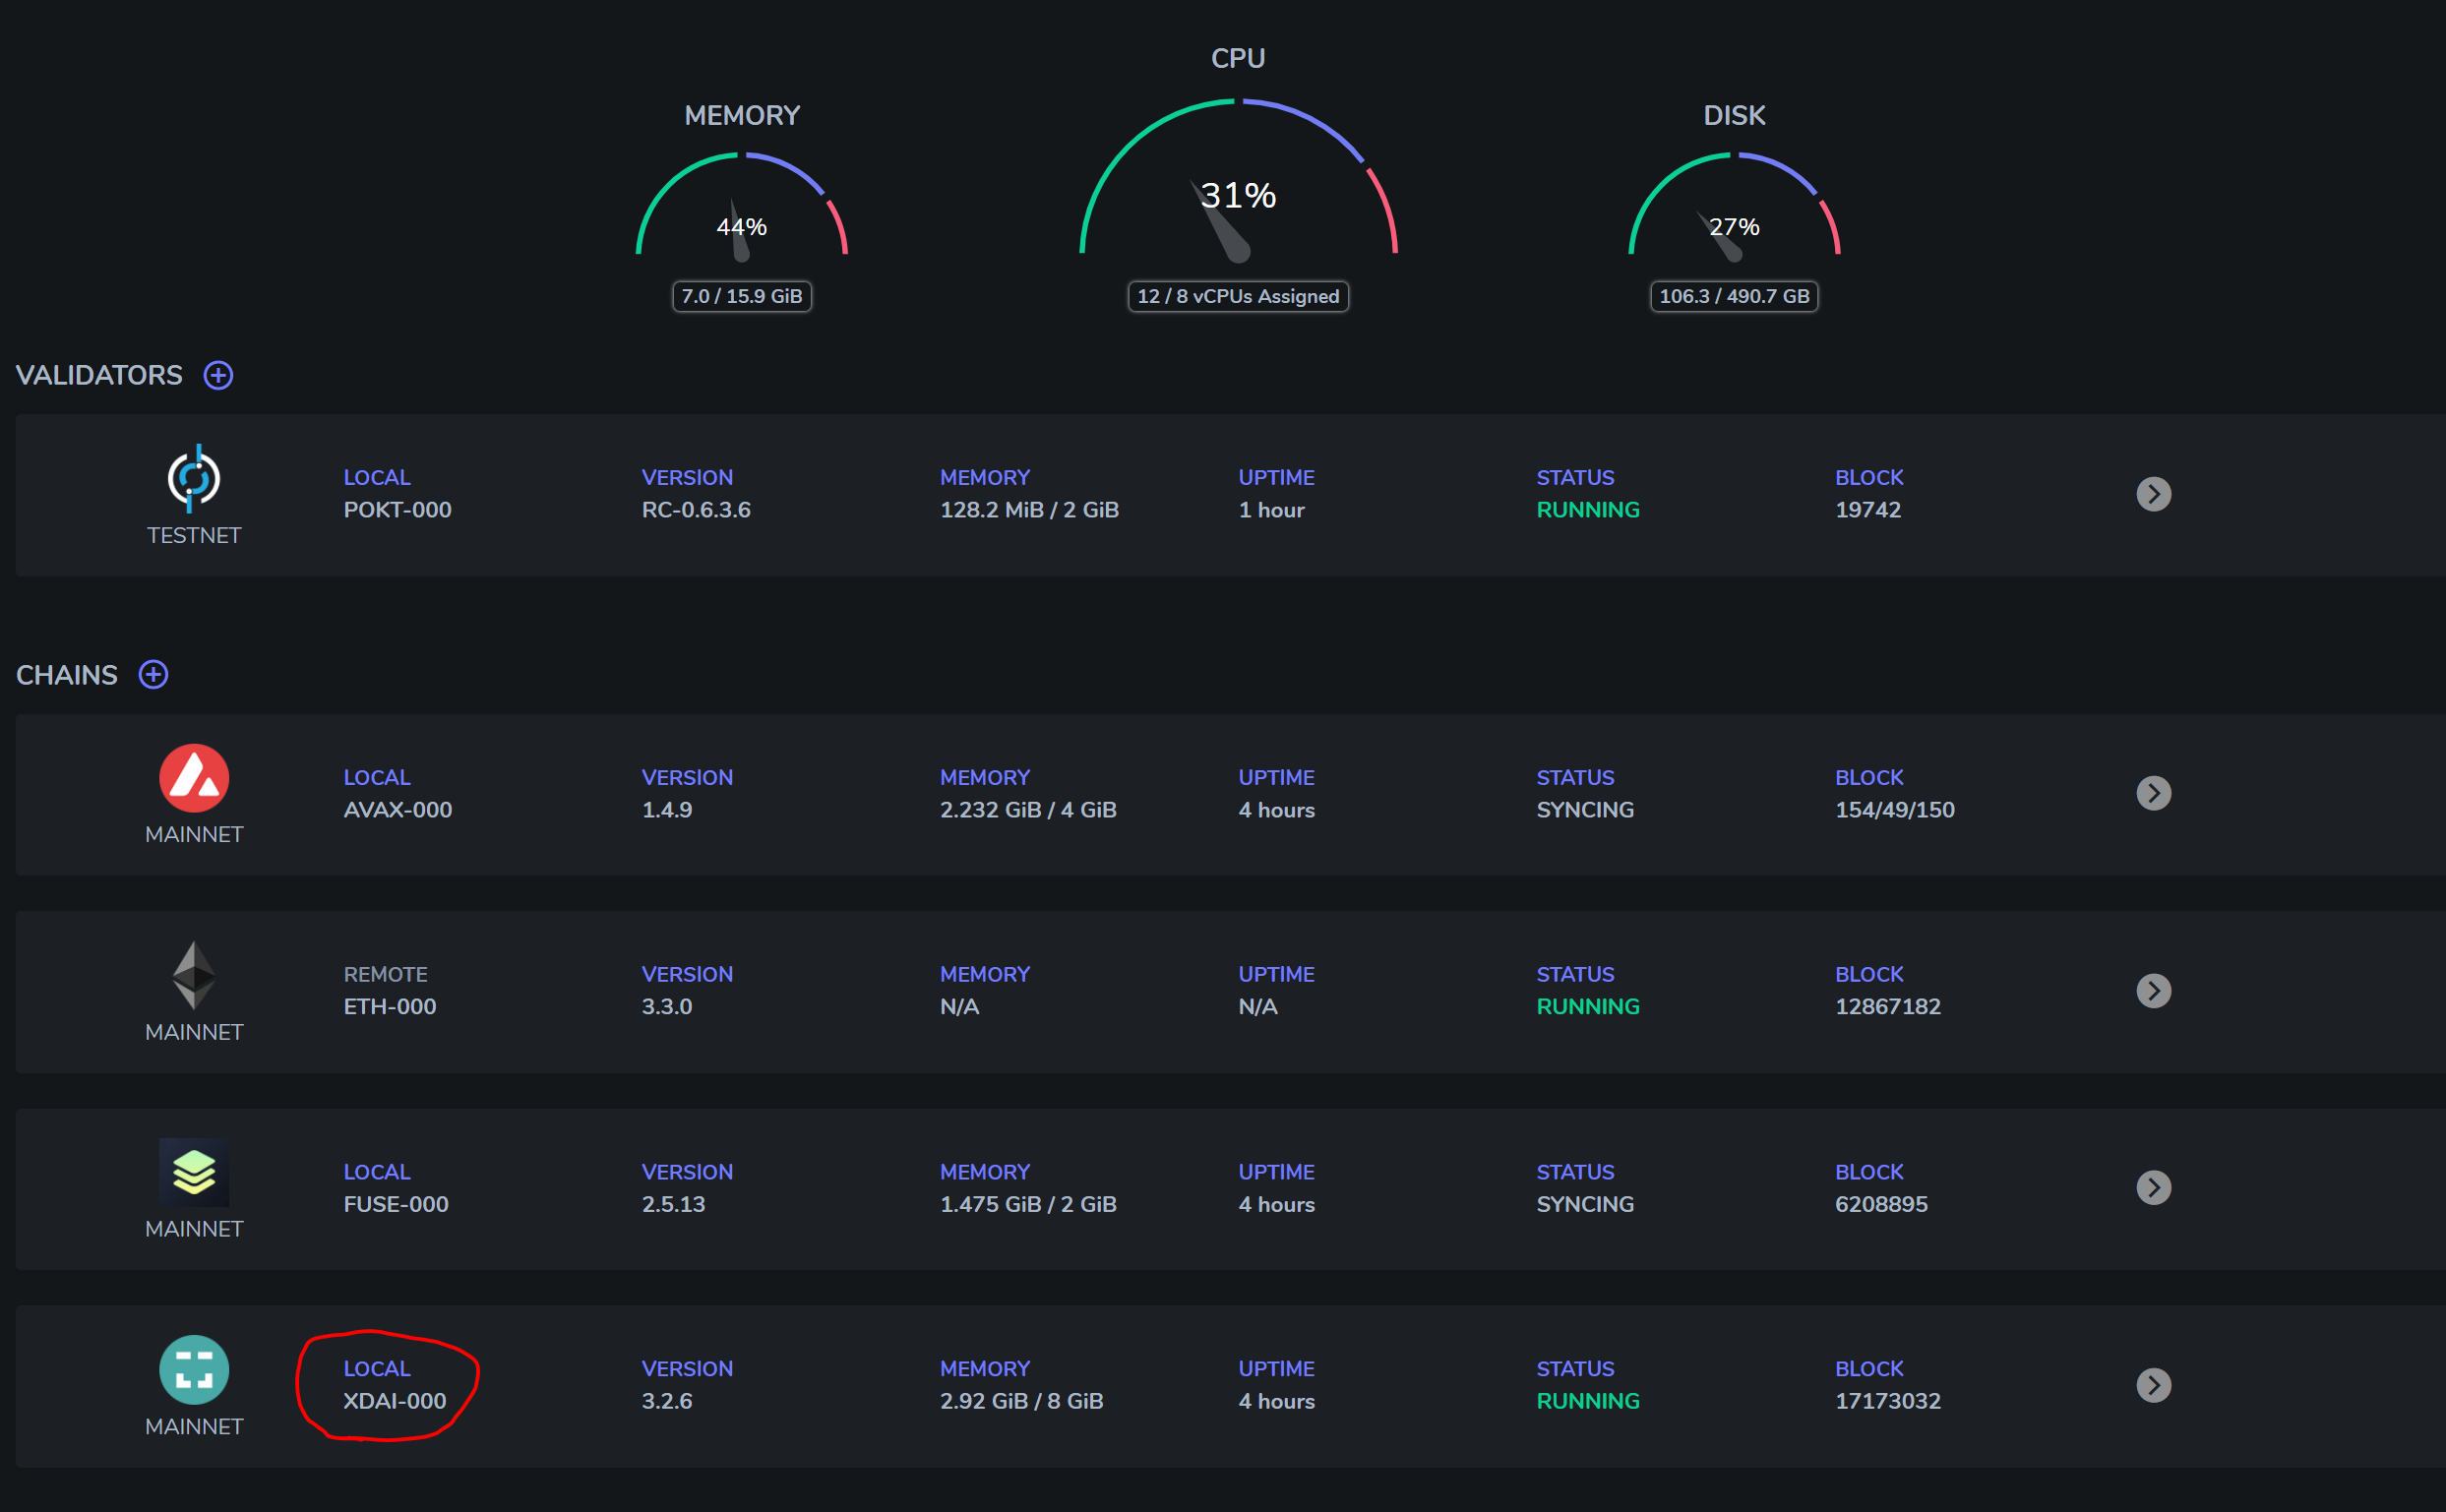 CPU
MEMORY
DISK
31%
44%
27%
7.0 / 15.9 GiB
12 / 8 vCPUs Assigned
106.3 / 490.7 GB
VALIDATORS
LOCAL VERSION MEMORY UPTIME STATUS BLOCK
POKT-000 RC-0.6.3.6 128.2 MiB / 2 GiB 1 hour RUNNING 19742
TESTNET
CHAINS
LOCAL VERSION MEMORY UPTIME STATUS BLOCK
AVAX-000 1.4.9 2.232 GiB / 4 GiB 4 hours SYNCING 154/49/150
MAINNET
REMOTE VERSION MEMORY UPTIME STATUS BLOCK
ETH-000 3.3.0 N/A N/A RUNNING 12867182
MAINNET
LOCAL VERSION MEMORY UPTIME STATUS BLOCK
FUSE-000 2.5.13 1.475 GiB / 2 GiB 4 hours SYNCING 6208895
MAINNET
LOCAL VERSION MEMORY UPTIME STATUS BLOCK
XDAI-000 3.2.6 2.92 GiB / 8 GiB 4 hours RUNNING 17173032
MAINNET